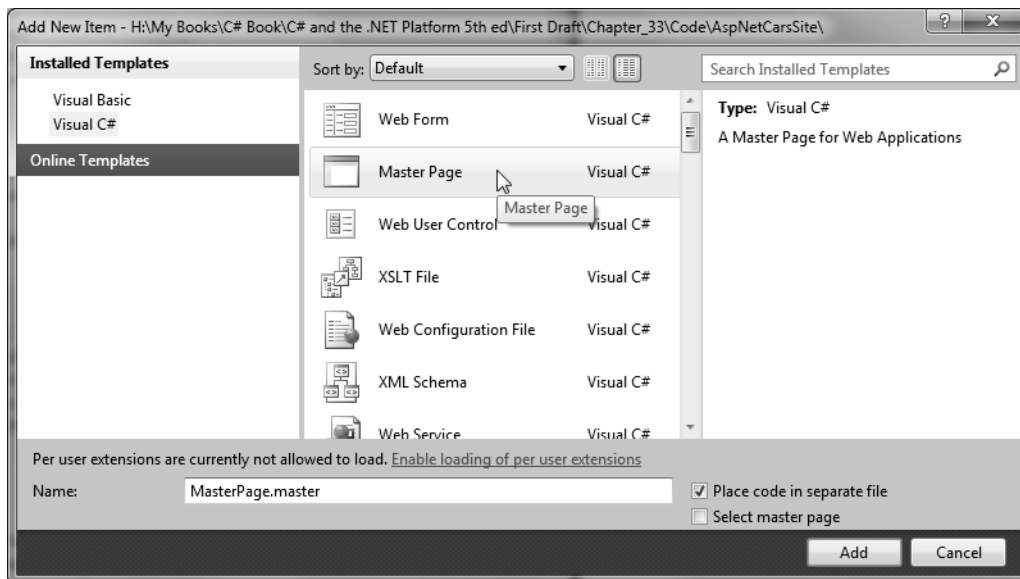 Add New Item - H:\My Books\C# Book\C# and the .NET Platform 5th ed\First Draft\Chapter_33\Code\AspNetCarsSite\
Installed Templates
Visual Basic
Visual C#
Online Templates
Sort by: Default
Search Installed Templates
Web Form Visual C#
Master Page Visual C#
Master Page
Web User Control Visual C#
XSLT File Visual C#
Web Configuration File Visual C#
XML Schema Visual C#
Web Service Visual C#
Type: Visual C#
A Master Page for Web Applications
Per user extensions are currently not allowed to load. Enable loading of per user extensions
Name: MasterPage.master
Place code in separate file
Select master page
Add Cancel